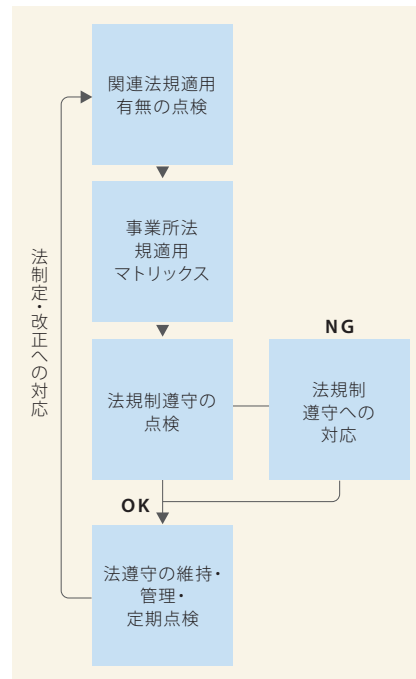 関連法規適用
有無の点検
事業所法
規適用
マトリックス
法制定・改正への対応
NG
法規制遵守の
点検
法規制
遵守への
対応
OK
法遵守の維持・
管理・
定期点検